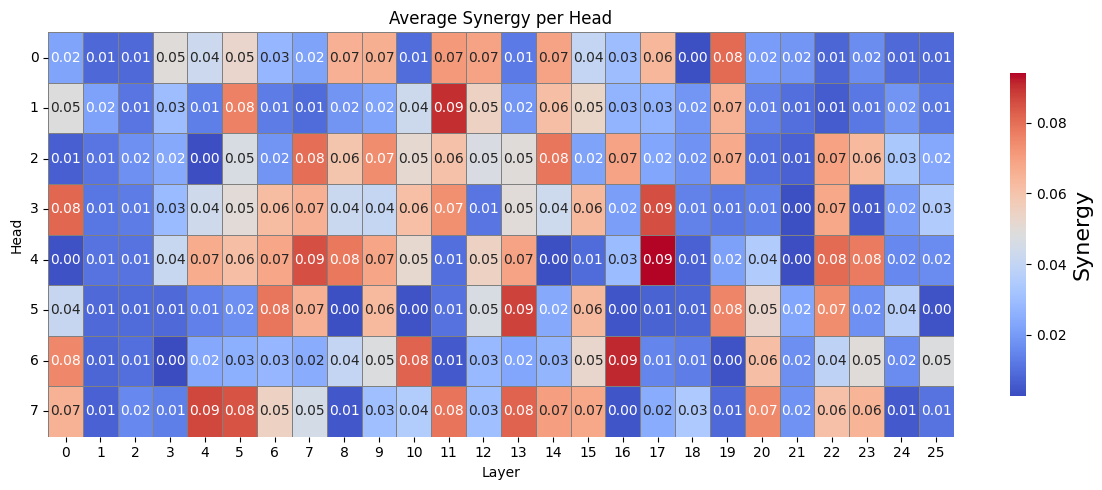 Average Synergy per Head
0 0.02 0.01 0.01 0.05 0.04 0.05 0.03 0.02 0.07 0.07 0.01 0.07 0.07 0.01 0.07 0.04 0.03 0.06 0.00 0.08 0.02 0.02 0.01 0.02 0.01 0.01
1 0.05 0.02 0.01 0.03 0.01 0.08 0.01 0.01 0.02 0.02 0.04 0.09 0.05 0.02 0.06 0.05 0.03 0.03 0.02 0.07 0.01 0.01 0.01 0.01 0.02 0.01
2 0.01 0.01 0.02 0.02 0.00 0.05 0.02 0.08 0.06 0.07 0.05 0.06 0.05 0.05 0.08 0.02 0.07 0.02 0.02 0.07 0.01 0.01 0.07 0.06 0.03 0.02
3 0.08 0.01 0.01 0.03 0.04 0.05 0.06 0.07 0.04 0.04 0.06 0.07 0.01 0.05 0.04 0.06 0.02 0.09 0.01 0.01 0.01 0.00 0.07 0.01 0.02 0.03
4 0.00 0.01 0.01 0.04 0.07 0.06 0.07 0.09 0.08 0.07 0.05 0.01 0.05 0.07 0.00 0.01 0.03 0.09 0.01 0.02 0.04 0.00 0.08 0.08 0.02 0.02
5 0.04 0.01 0.01 0.01 0.01 0.02 0.08 0.07 0.00 0.06 0.00 0.02 0.05 0.09 0.02 0.06 0.00 0.01 0.01 0.08 0.05 0.02 0.07 0.02 0.04 0.00
6 0.08 0.01 0.01 0.00 0.02 0.03 0.03 0.02 0.04 0.05 0.08 0.01 0.03 0.02 0.03 0.05 0.09 0.01 0.01 0.00 0.06 0.02 0.04 0.05 0.02 0.05
7 0.07 0.01 0.02 0.01 0.09 0.08 0.05 0.05 0.01 0.03 0.04 0.08 0.03 0.08 0.07 0.07 0.00 0.02 0.03 0.01 0.07 0.02 0.06 0.06 0.01 0.01
0 1 2 3 4 5 6 7 8 9 10 11 12 13 14 15 16 17 18 19 20 21 22 23 24 25
Layer
Head
0.08
0.06
0.04
0.02
Synergy